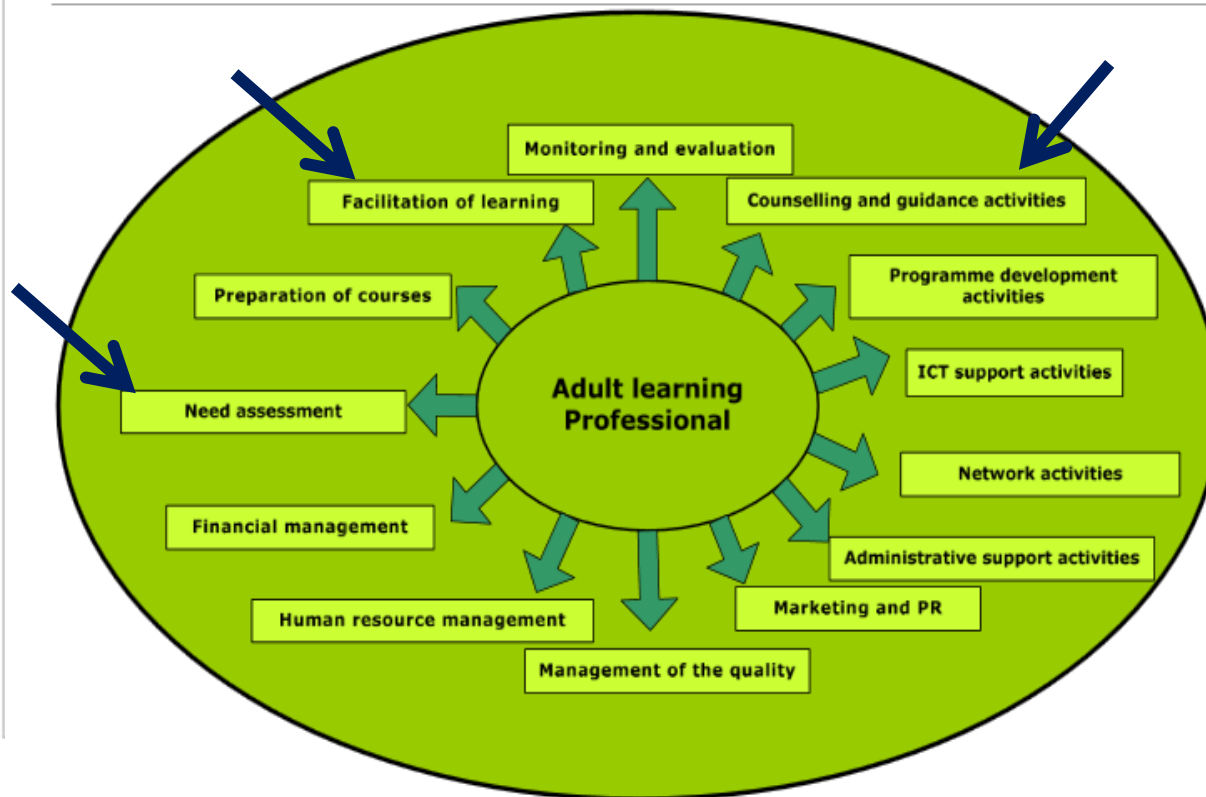 Monitoring and evaluation
Facilitation of learning
Counselling and guidance activities
Preparation of courses
Programme development
activities
ICT support activities
Need assessment
Adult learning
Professional
Network activities
Financial management
Administrative support activities
Human resource management
Marketing and PR
Management of the quality